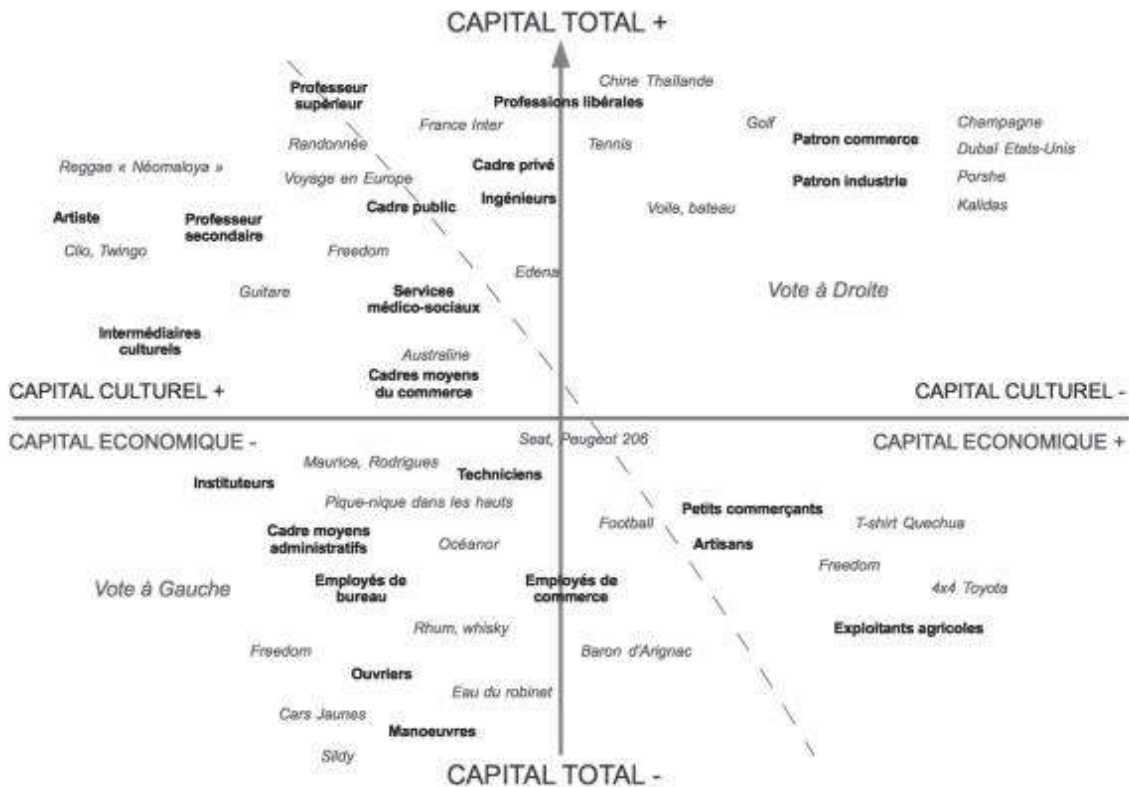 CAPITAL TOTAL +
Chine Thaïlande
Professeur
supérieur
Professions libérales
France Inter
Golf
Champagne
Randonnée
Tennis
Patron commerce
Dubaï Etats-Unis
Reggae « Néomaloya »
Cadre privé
Voyage en Europe
Patron industrie
Porshe
Ingénieurs
Cadre public
Voile, bateau
Kalidas
Artiste
Professeur
secondaire
Clio, Twingo
Freedom
Edena
Guitare
Services
médico-sociaux
Vote à Droite
Intermédiaires
culturels
Australine
Cadres moyens
du commerce
CAPITAL CULTUREL +
CAPITAL CULTUREL -
CAPITAL ECONOMIQUE -
Seat, Peugeot 206
CAPITAL ECONOMIQUE +
Maurice, Rodrigues
Techniciens
Instituteurs
Pique-nique dans les hauts
Petits commerçants
Football
T-shirt Quechua
Cadre moyens
administratifs
Océanor
Artisans
Freedom
Vote à Gauche
Employés de
bureau
Employés de
commerce
4x4 Toyota
Rhum, whisky
Exploitants agricoles
Freedom
Baron d'Arignac
Ouvriers
Eau du robinet
Cars Jaunes
Manoeuvres
Sildy
CAPITAL TOTAL -